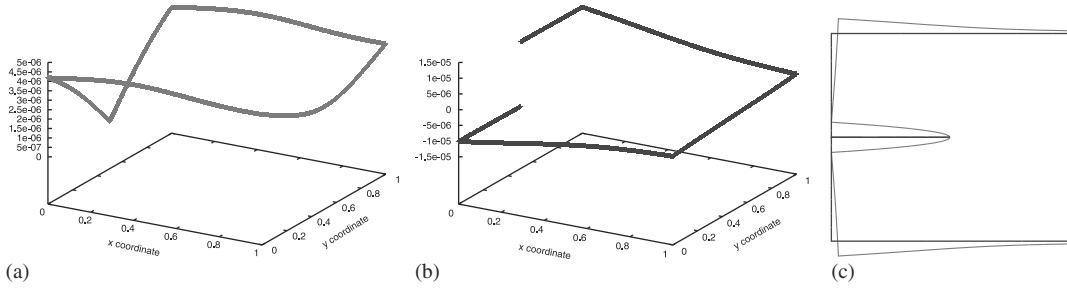 5e-06
4.5e-06
4e-06
3.5e-06
3e-06
2.5e-06
2e-06
1.5e-06
1e-06
5e-07
0
0
0.2
0.4
0.6
0.8
1
x coordinate
0
0.2
0.4
0.6
0.8
1
y coordinate
(a)
1.5e-05
1e-05
5e-06
0
-5e-06
-1e-05
-1.5e-05
0
0.2
0.4
0.6
0.8
1
x coordinate
0
0.2
0.4
0.6
0.8
1
y coordinate
(b)
(c)